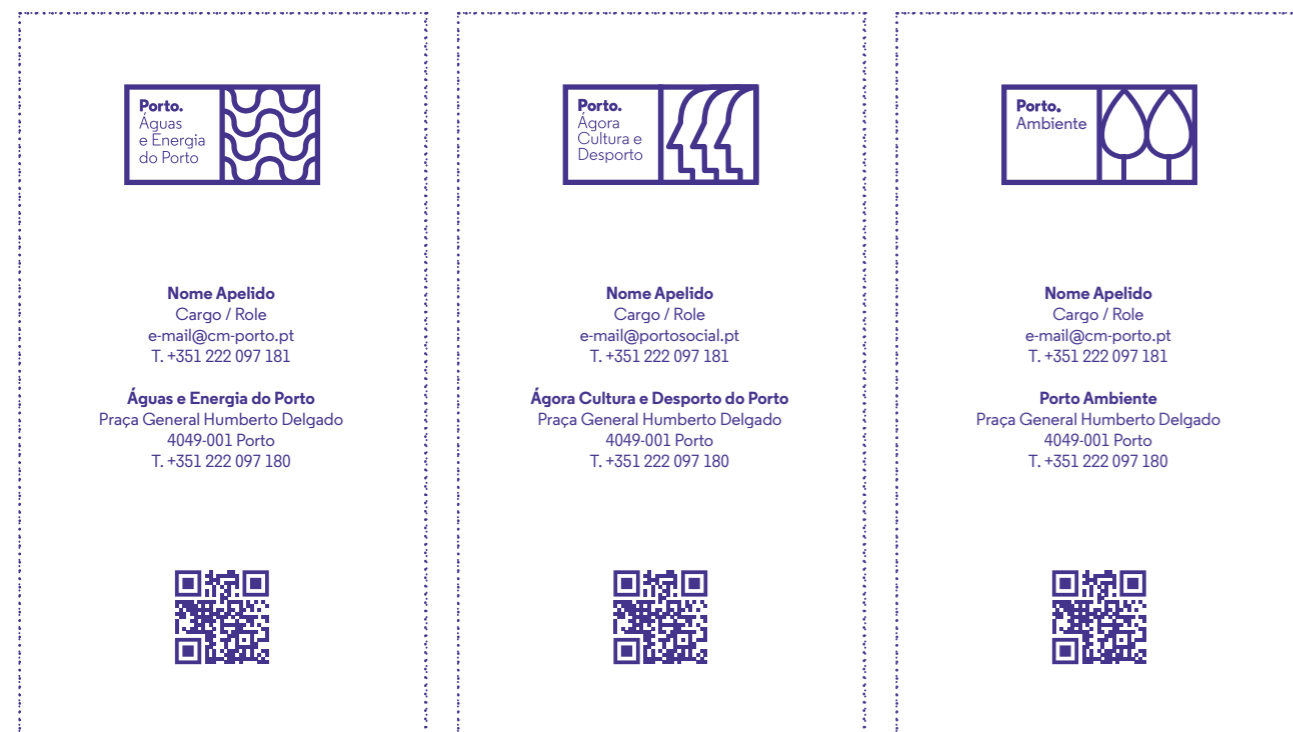 Porto.
Águas
e Energia
do Porto
Nome Apelido
Cargo / Role
e-mail@cm-porto.pt
T. +351 222 097 181
Águas e Energia do Porto
Praça General Humberto Delgado
4049-001 Porto
T. +351 222 097 180
Porto.
Ágora
Cultura e
Desporto
Nome Apelido
Cargo / Role
e-mail@portosocial.pt
T. +351 222 097 181
Ágora Cultura e Desporto do Porto
Praça General Humberto Delgado
4049-001 Porto
T. +351 222 097 180
Porto.
Ambiente
Nome Apelido
Cargo / Role
e-mail@cm-porto.pt
T. +351 222 097 181
Porto Ambiente
Praça General Humberto Delgado
4049-001 Porto
T. +351 222 097 180